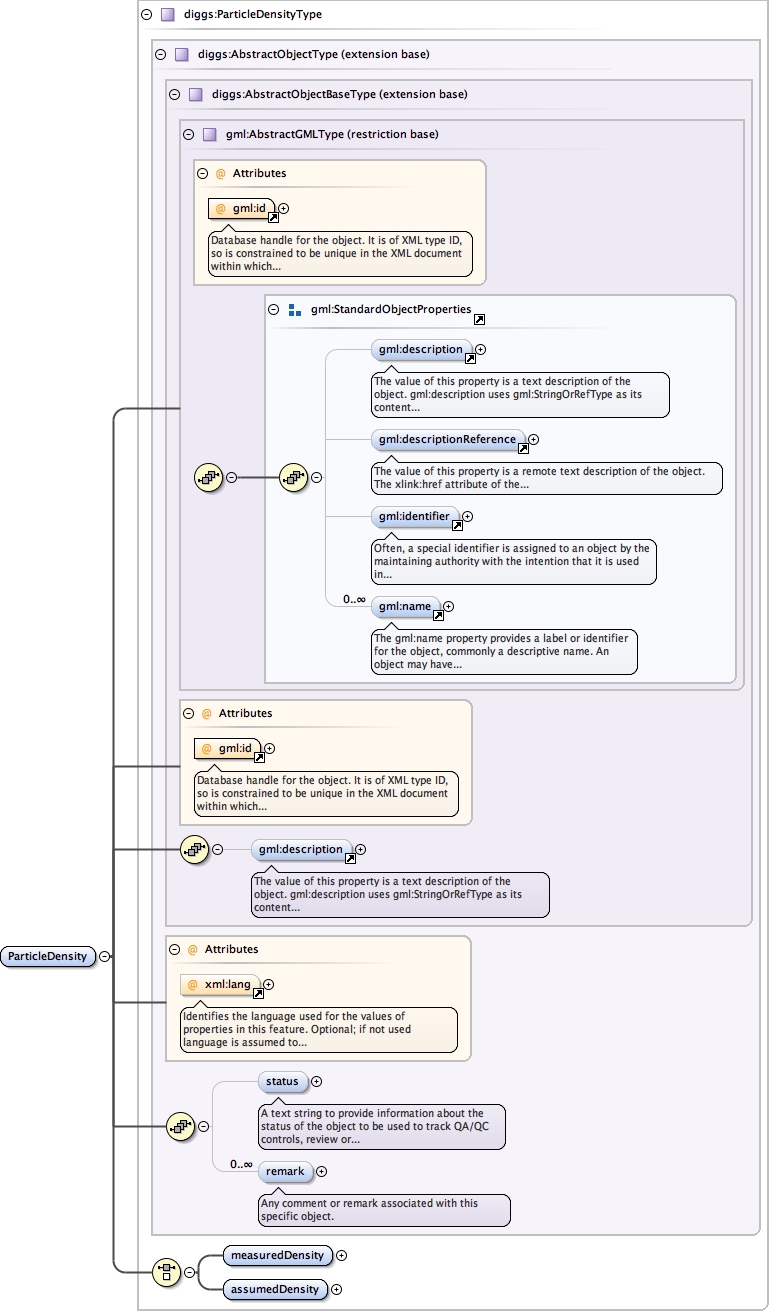 diggs:ParticleDensityType
diggs:AbstractObjectType (extension base)
diggs:AbstractObjectBaseType (extension base)
gml:AbstractGMLType (restriction base)
@ Attributes
@ gml:id
Database handle for the object. It is of XML type ID,
so is constrained to be unique in the XML document
within which...
gml:StandardObjectProperties
gml:description
The value of this property is a text description of the
object. gml:description uses gml:StringOrRefType as its
content...
gml:descriptionReference
The value of this property is a remote text description of the object.
The xlink:href attribute of the...
gml:identifier
Often, a special identifier is assigned to an object by the
maintaining authority with the intention that it is used
in...
0..∞
gml:name
The gml:name property provides a label or identifier
for the object, commonly a descriptive name. An
object may have...
@ Attributes
@ gml:id
Database handle for the object. It is of XML type ID,
so is constrained to be unique in the XML document
within which...
gml:description
The value of this property is a text description of the
object. gml:description uses gml:StringOrRefType as its
content...
ParticleDensity
@ Attributes
@ xml:lang
Identifies the language used for the values of
properties in this feature. Optional; if not used
language is assumed to...
status
A text string to provide information about the
status of the object to be used to track QA/QC
controls, review or...
0..∞
remark
Any comment or remark associated with this
specific object.
measuredDensity
assumedDensity